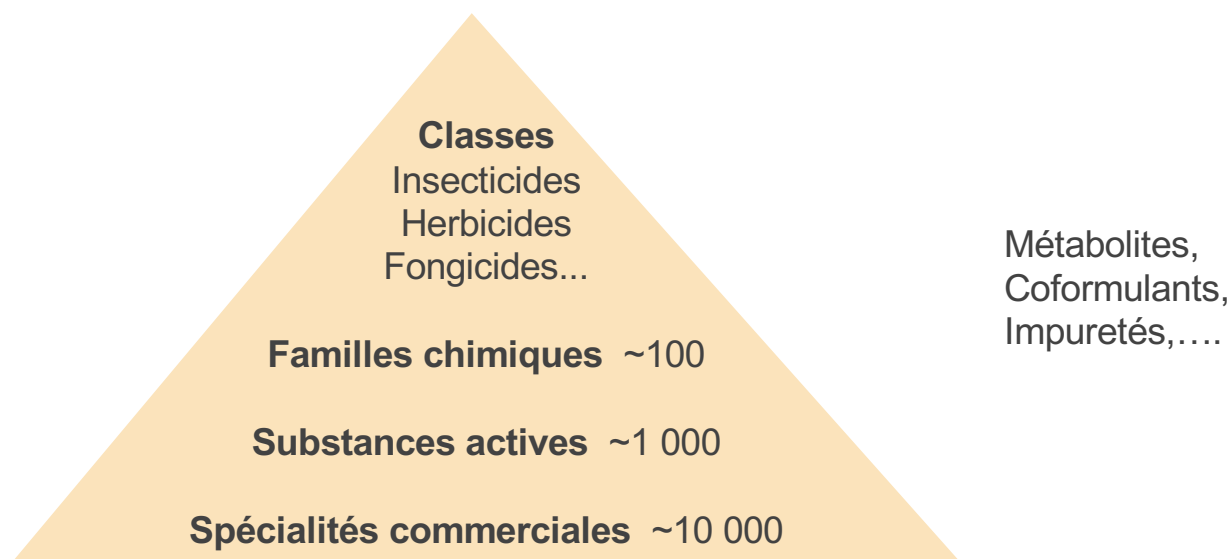 Classes
Insecticides
Herbicides
Fongicides...
Familles chimiques ~100
Substances actives ~1 000
Spécialités commerciales ~10 000
Métabolites,
Coformulants,
Impuretés,….